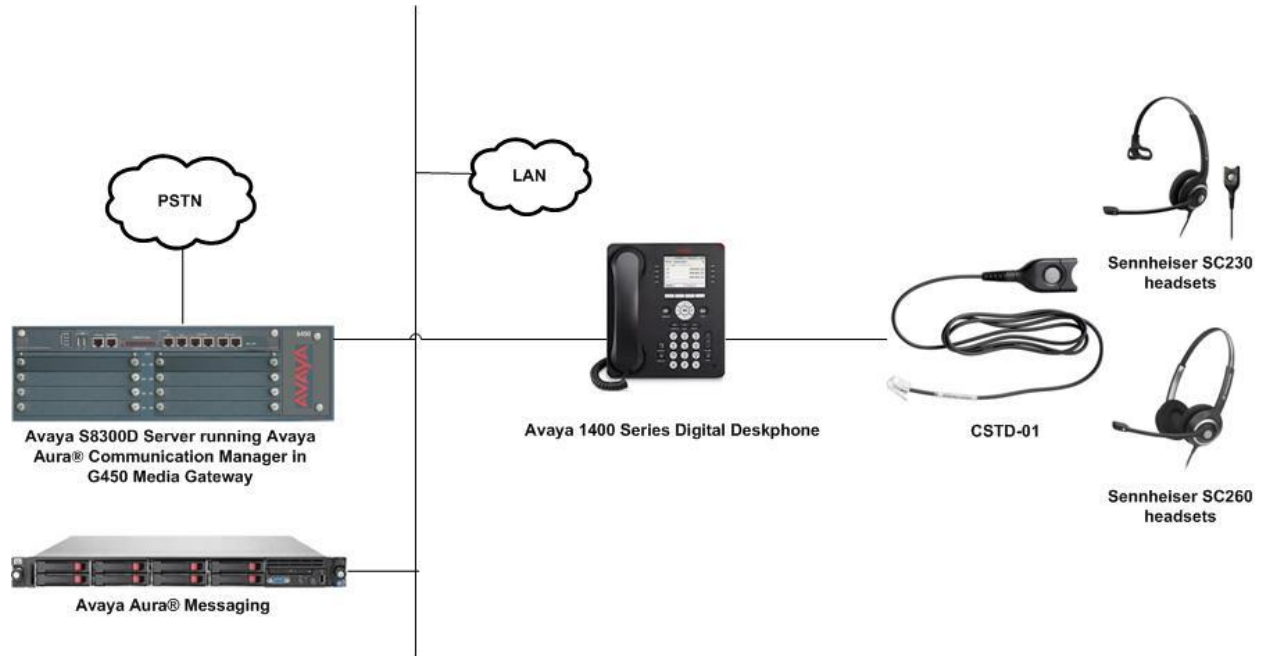 PSTN
LAN
Sennheiser SC230
headsets
AVAYA
Avaya S8300D Server running Avaya
Aura® Communication Manager in
G450 Media Gateway
Avaya 1400 Series Digital Deskphone
CSTD-01
Sennheiser SC260
headsets
Avaya Aura® Messaging